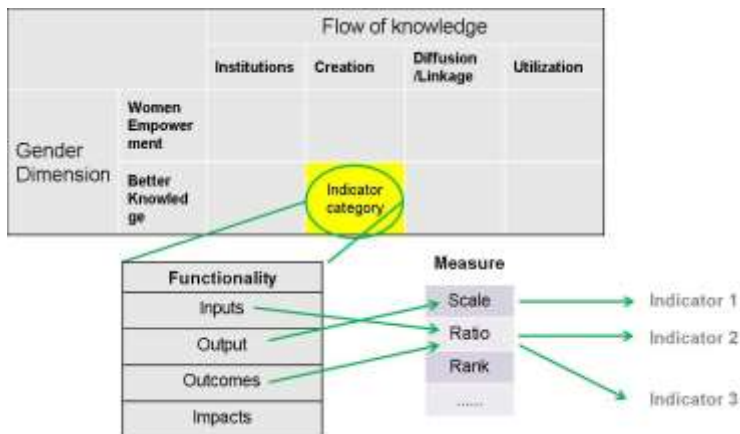 Flow of knowledge
Institutions
Creation
Diffusion
/Linkage
Utilization
Gender
Dimension
Women
Empower
ment
Better
Knowled
ge
Indicator
category
Functionality
Inputs
Output
Outcomes
Impacts
Measure
Scale
Ratio
Rank
......
Indicator 1
Indicator 2
Indicator 3